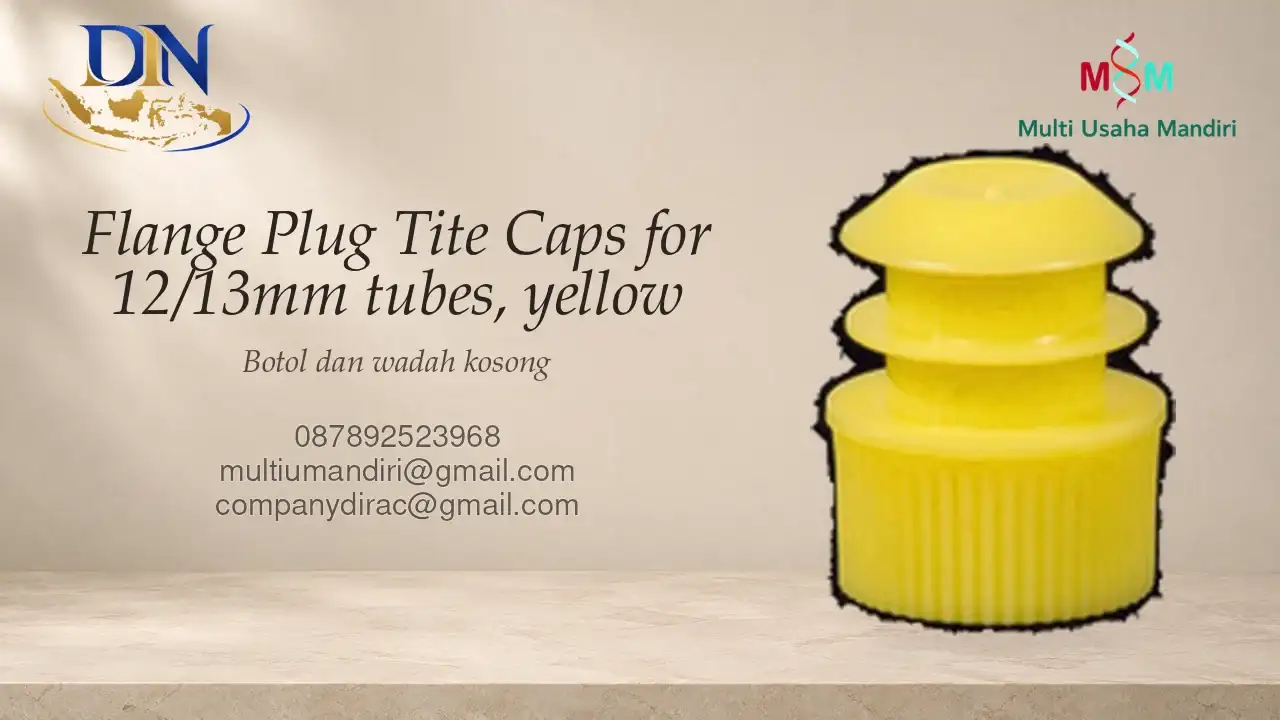 DN
M M
Multi Usaha Mandiri
Flange Plug Tite Caps for
12/13mm tubes, yellow
Botol dan wadah kosong
087892523968
multiumandiri@gmail.com
companydirac@gmail.com